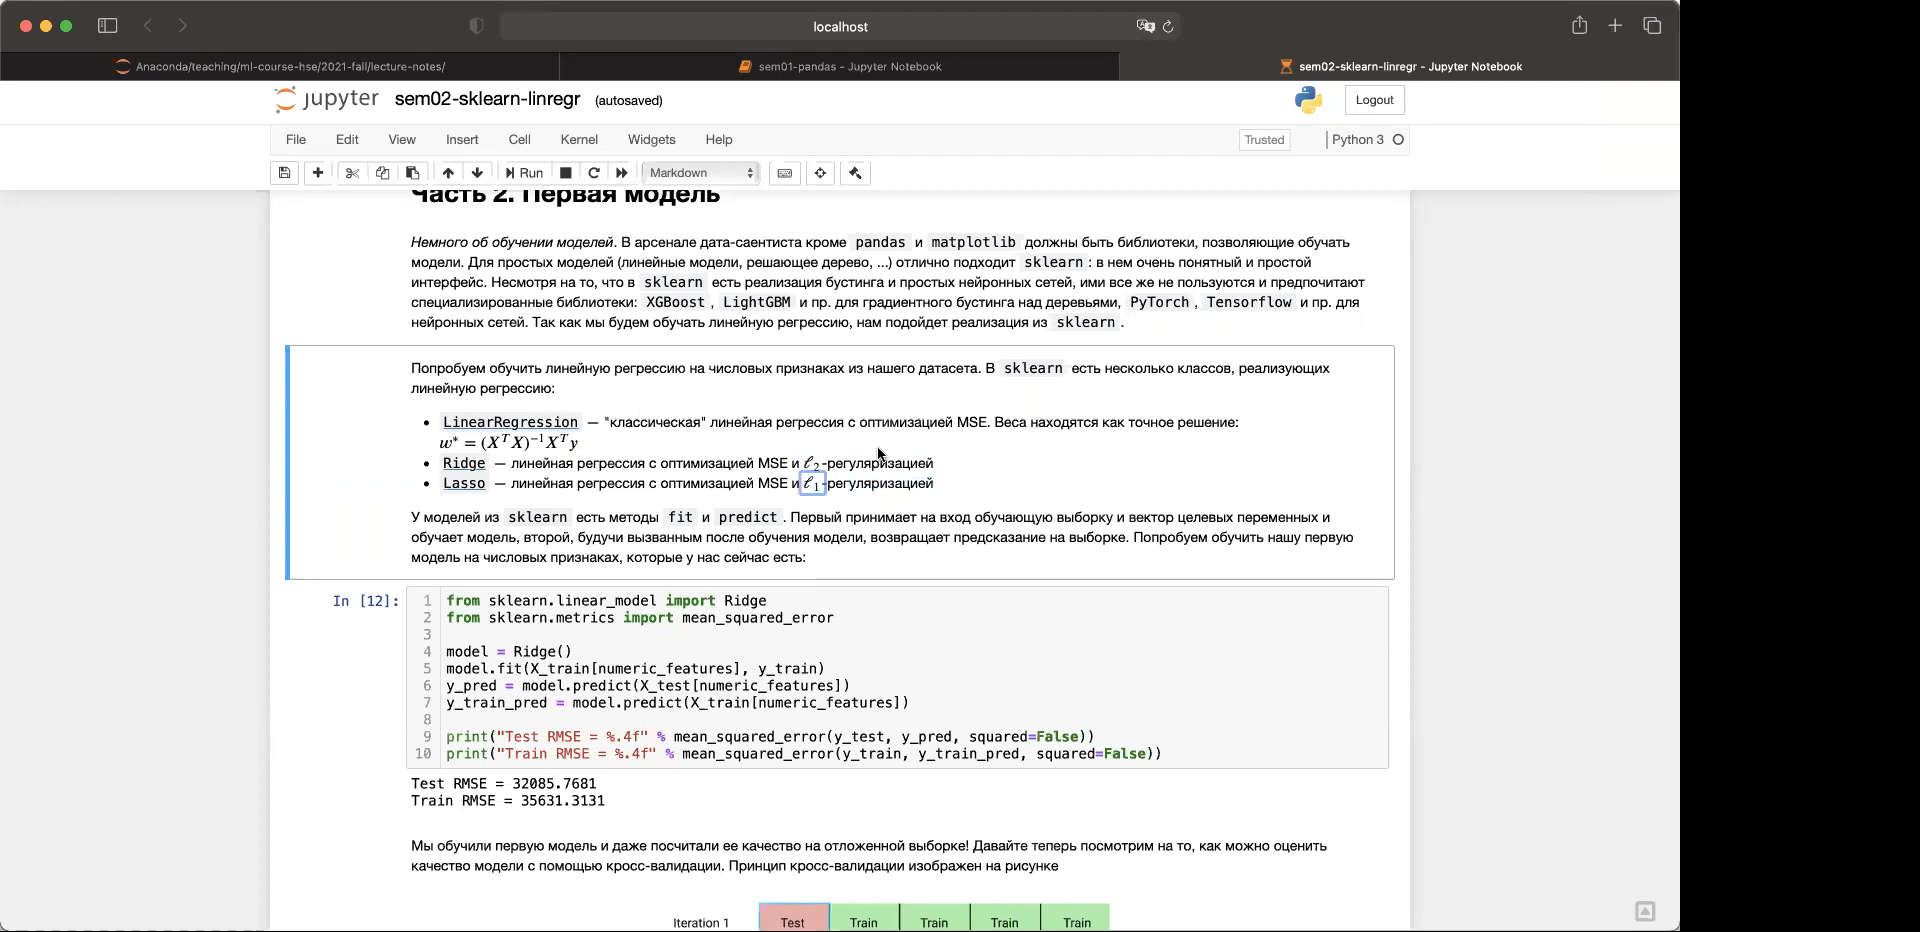 localhost
Anaconda/teaching/ml-course-hse/2021-fall/lecture-notes/
sem01-pandas - Jupyter Notebook
sem02-sklearn-linregr - Jupyter Notebook
jupyter sem02-sklearn-linregr (autosaved)
Logout
File Edit View Insert Cell Kernel Widgets Help
Trusted
Python 3
Run
Markdown
Часть 2. Первая модель
Немного об обучении моделей. В арсенале дата-саентиста кроме pandas и matplotlib должны быть библиотеки, позволяющие обучать
модели. Для простых моделей (линейные модели, решающее дерево, ...) отлично подходит sklearn : в нем очень понятный и простой
интерфейс. Несмотря на то, что в sklearn есть реализация бустинга и простых нейронных сетей, ими все же не пользуются и предпочитают
специализированные библиотеки: XGBoost , LightGBM и пр. для градиентного бустинга над деревьями, PyTorch , Tensorflow и пр. для
нейронных сетей. Так как мы будем обучать линейную регрессию, нам подойдет реализация из sklearn .
Попробуем обучить линейную регрессию на числовых признаках из нашего датасета. В sklearn есть несколько классов, реализующих
линейную регрессию:
• LinearRegression — "классическая" линейная регрессия с оптимизацией MSE. Веса находятся как точное решение:
w* = (XᵀX)⁻¹Xᵀy
• Ridge — линейная регрессия с оптимизацией MSE и ℓ₂-регуляризацией
• Lasso — линейная регрессия с оптимизацией MSE и ℓ₁-регуляризацией
У моделей из sklearn есть методы fit и predict . Первый принимает на вход обучающую выборку и вектор целевых переменных и
обучает модель, второй, будучи вызванным после обучения модели, возвращает предсказание на выборке. Попробуем обучить нашу первую
модель на числовых признаках, которые у нас сейчас есть:
In [12]:
1 from sklearn.linear_model import Ridge
2 from sklearn.metrics import mean_squared_error
3
4 model = Ridge()
5 model.fit(X_train[numeric_features], y_train)
6 y_pred = model.predict(X_test[numeric_features])
7 y_train_pred = model.predict(X_train[numeric_features])
8
9 print("Test RMSE = %.4f" % mean_squared_error(y_test, y_pred, squared=False))
10 print("Train RMSE = %.4f" % mean_squared_error(y_train, y_train_pred, squared=False))
Test RMSE = 32085.7681
Train RMSE = 35631.3131
Мы обучили первую модель и даже посчитали ее качество на отложенной выборке! Давайте теперь посмотрим на то, как можно оценить
качество модели с помощью кросс-валидации. Принцип кросс-валидации изображен на рисунке
Iteration 1 Test Train Train Train Train